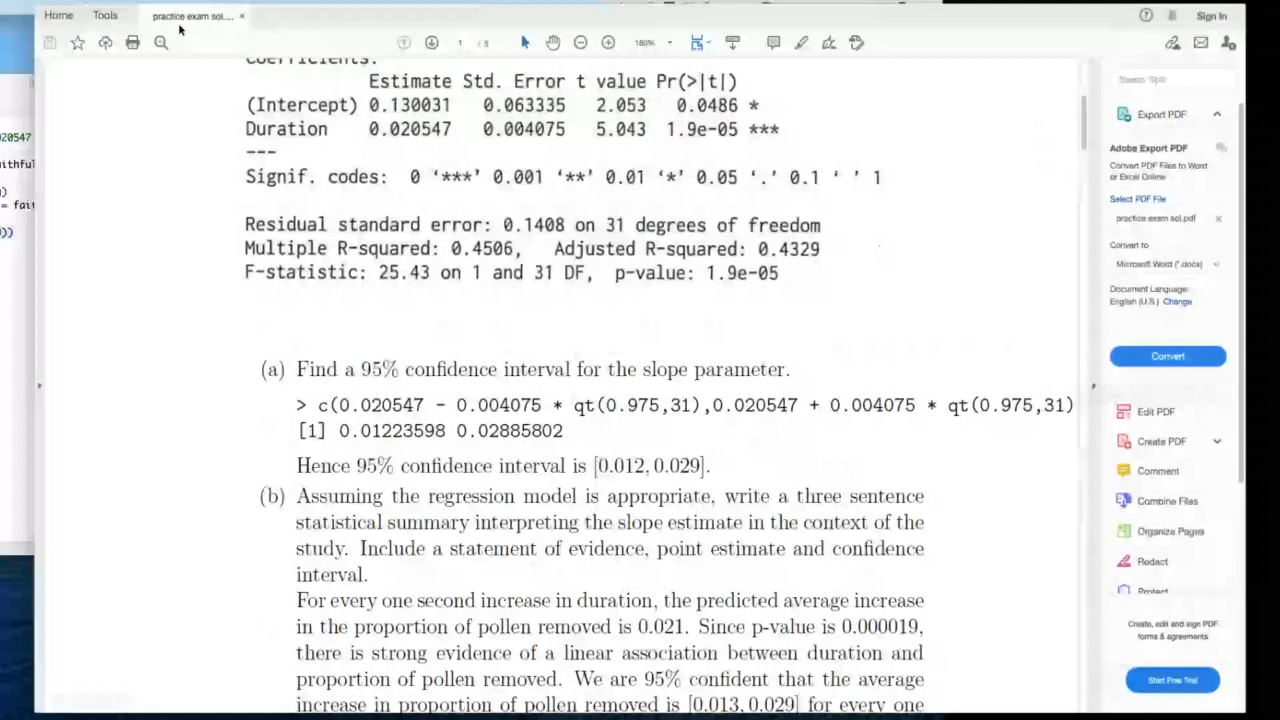 Home Tools practice exam sol.... × Sign In
1 / 5 180%
Coefficients:
Estimate Std. Error t value Pr(>|t|)
(Intercept) 0.130031 0.063335 2.053 0.0486 *
Duration 0.020547 0.004075 5.043 1.9e-05 ***
---
Signif. codes: 0 ‘***’ 0.001 ‘**’ 0.01 ‘*’ 0.05 ‘.’ 0.1 ‘ ’ 1
Residual standard error: 0.1408 on 31 degrees of freedom
Multiple R-squared: 0.4506, Adjusted R-squared: 0.4329
F-statistic: 25.43 on 1 and 31 DF, p-value: 1.9e-05
(a) Find a 95% confidence interval for the slope parameter.
> c(0.020547 - 0.004075 * qt(0.975,31),0.020547 + 0.004075 * qt(0.975,31)
[1] 0.01223598 0.02885802
Hence 95% confidence interval is [0.012, 0.029].
(b) Assuming the regression model is appropriate, write a three sentence
statistical summary interpreting the slope estimate in the context of the
study. Include a statement of evidence, point estimate and confidence
interval.
For every one second increase in duration, the predicted average increase
in the proportion of pollen removed is 0.021. Since p-value is 0.000019,
there is strong evidence of a linear association between duration and
proportion of pollen removed. We are 95% confident that the average
increase in proportion of pollen removed is [0.013, 0.029] for every one
20547
ithful
)
= fait
))
Search 'Split'
Export PDF
Adobe Export PDF
Convert PDF Files to Word
or Excel Online
Select PDF File
practice exam sol.pdf ×
Convert to
Microsoft Word (*.docx)
Document Language:
English (U.S.) Change
Convert
Edit PDF
Create PDF
Comment
Combine Files
Organize Pages
Redact
Protect
Create, edit and sign PDF
forms & agreements
Start Free Trial